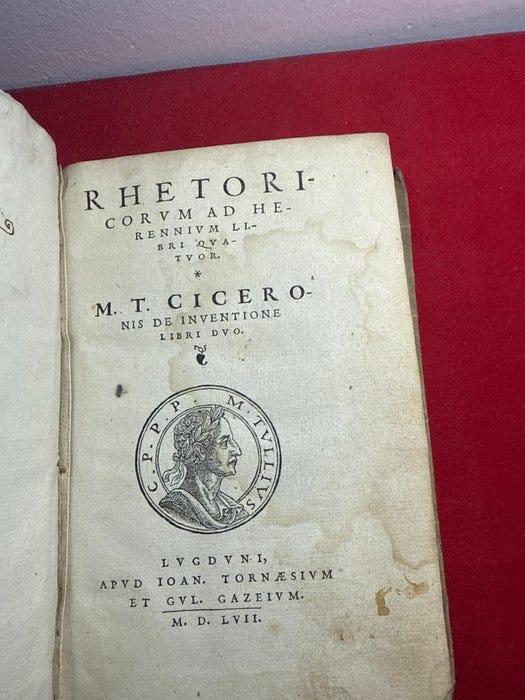 RHETORI-
CORVM AD HE-
RENNIVM LI-
BRI QVA-
TVOR.
*
M. T. CICERO-
NIS DE INVENTIONE
LIBRI DVO.
C. P. P. P. M. TVLLIUS
LVGDVNI,
APVD IOAN. TORNÆSIVM
ET GVL. GAZEIVM.
M. D. LVII.